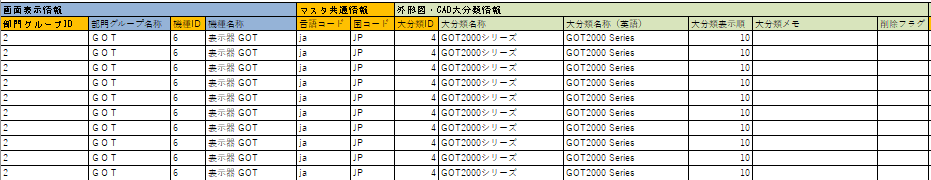 画面表示情報 マスタ共通情報 外形図・CAD大分類情報
部門グループID 部門グループ名称 機種ID 機種名称 言語コード 国コード 大分類ID 大分類名称 大分類名称（英語） 大分類表示順 大分類メモ 削除フラグ
2 ＧＯＴ 6 表示器 GOT ja JP 4 GOT2000シリーズ GOT2000 Series 10
2 ＧＯＴ 6 表示器 GOT ja JP 4 GOT2000シリーズ GOT2000 Series 10
2 ＧＯＴ 6 表示器 GOT ja JP 4 GOT2000シリーズ GOT2000 Series 10
2 ＧＯＴ 6 表示器 GOT ja JP 4 GOT2000シリーズ GOT2000 Series 10
2 ＧＯＴ 6 表示器 GOT ja JP 4 GOT2000シリーズ GOT2000 Series 10
2 ＧＯＴ 6 表示器 GOT ja JP 4 GOT2000シリーズ GOT2000 Series 10
2 ＧＯＴ 6 表示器 GOT ja JP 4 GOT2000シリーズ GOT2000 Series 10
2 ＧＯＴ 6 表示器 GOT ja JP 4 GOT2000シリーズ GOT2000 Series 10
2 ＧＯＴ 6 表示器 GOT ja JP 4 GOT2000シリーズ GOT2000 Series 10
2 ＧＯＴ 6 表示器 GOT ja JP 4 GOT2000シリーズ GOT2000 Series 10